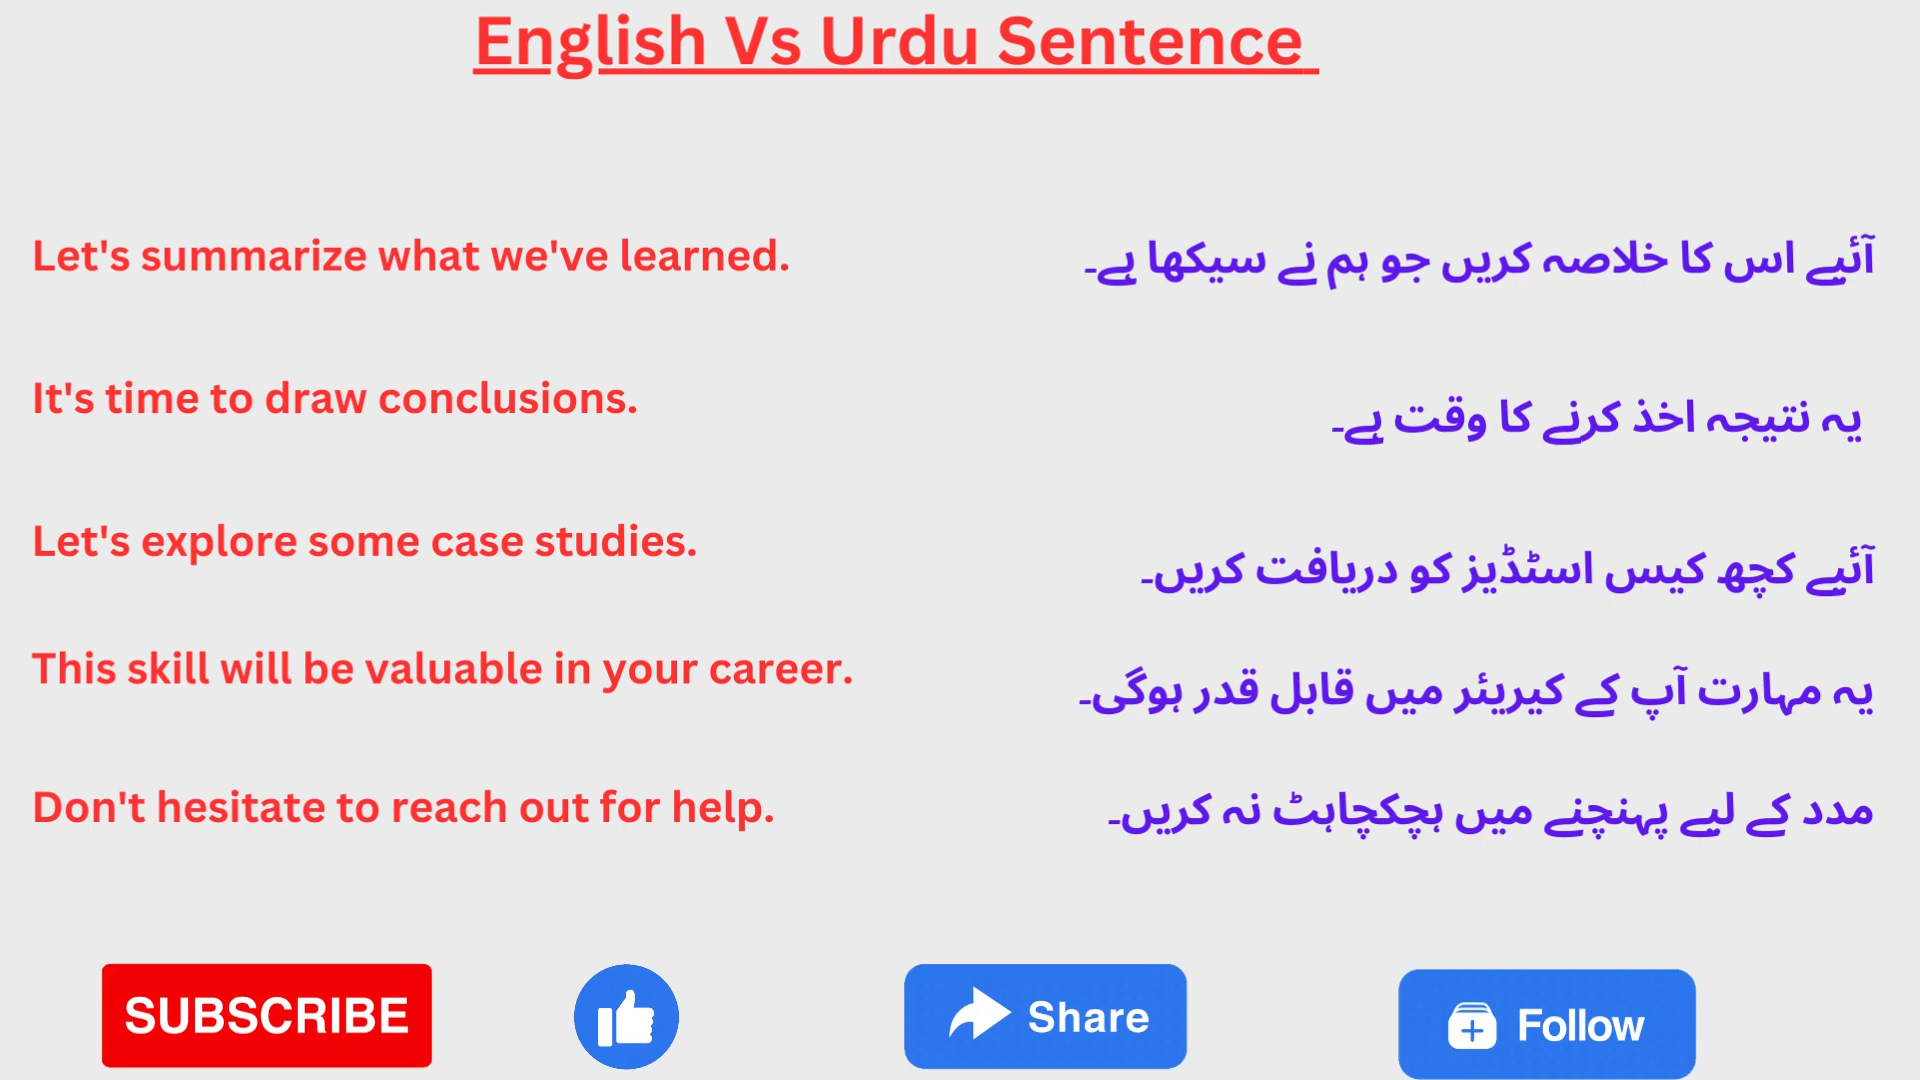 English Vs Urdu Sentence
Let's summarize what we've learned.
آئیے اس کا خلاصہ کریں جو ہم نے سیکھا ہے۔
It's time to draw conclusions.
یہ نتیجہ اخذ کرنے کا وقت ہے۔
Let's explore some case studies.
آئیے کچھ کیس اسٹڈیز کو دریافت کریں۔
This skill will be valuable in your career.
یہ مہارت آپ کے کیریئر میں قابل قدر ہوگی۔
Don't hesitate to reach out for help.
مدد کے لیے پہنچنے میں ہچکچاہٹ نہ کریں۔
SUBSCRIBE
Share
Follow